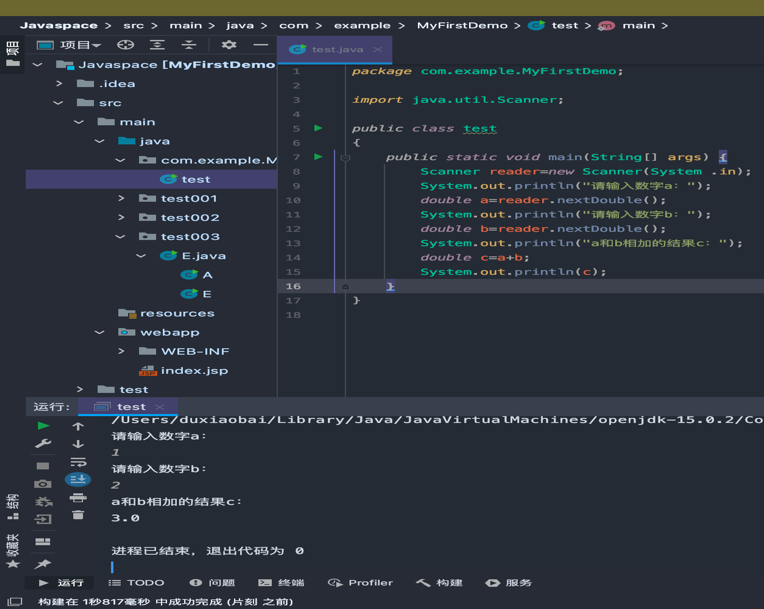 Javaspace > src > main > java > com > example > MyFirstDemo > test > main >
项目
项目
Javaspace [MyFirstDemo
.idea
src
main
java
com.example.M
test
test001
test002
test003
E.java
A
E
resources
webapp
WEB-INF
index.jsp
test
test.java
1 package com.example.MyFirstDemo;
2
3 import java.util.Scanner;
4
5 public class test
6 {
7 public static void main(String[] args) {
8 Scanner reader=new Scanner(System .in);
9 System.out.println("请输入数字a: ");
10 double a=reader.nextDouble();
11 System.out.println("请输入数字b: ");
12 double b=reader.nextDouble();
13 System.out.println("a和b相加的结果c: ");
14 double c=a+b;
15 System.out.println(c);
16 }
17 }
18
运行: test
/Users/duxiaobai/Library/Java/JavaVirtualMachines/openjdk-15.0.2/Co
请输入数字a:
1
请输入数字b:
2
a和b相加的结果c:
3.0
进程已结束，退出代码为 0
结构
收藏夹
运行 TODO 问题 终端 Profiler 构建 服务
构建在 1秒817毫秒 中成功完成 (片刻 之前)